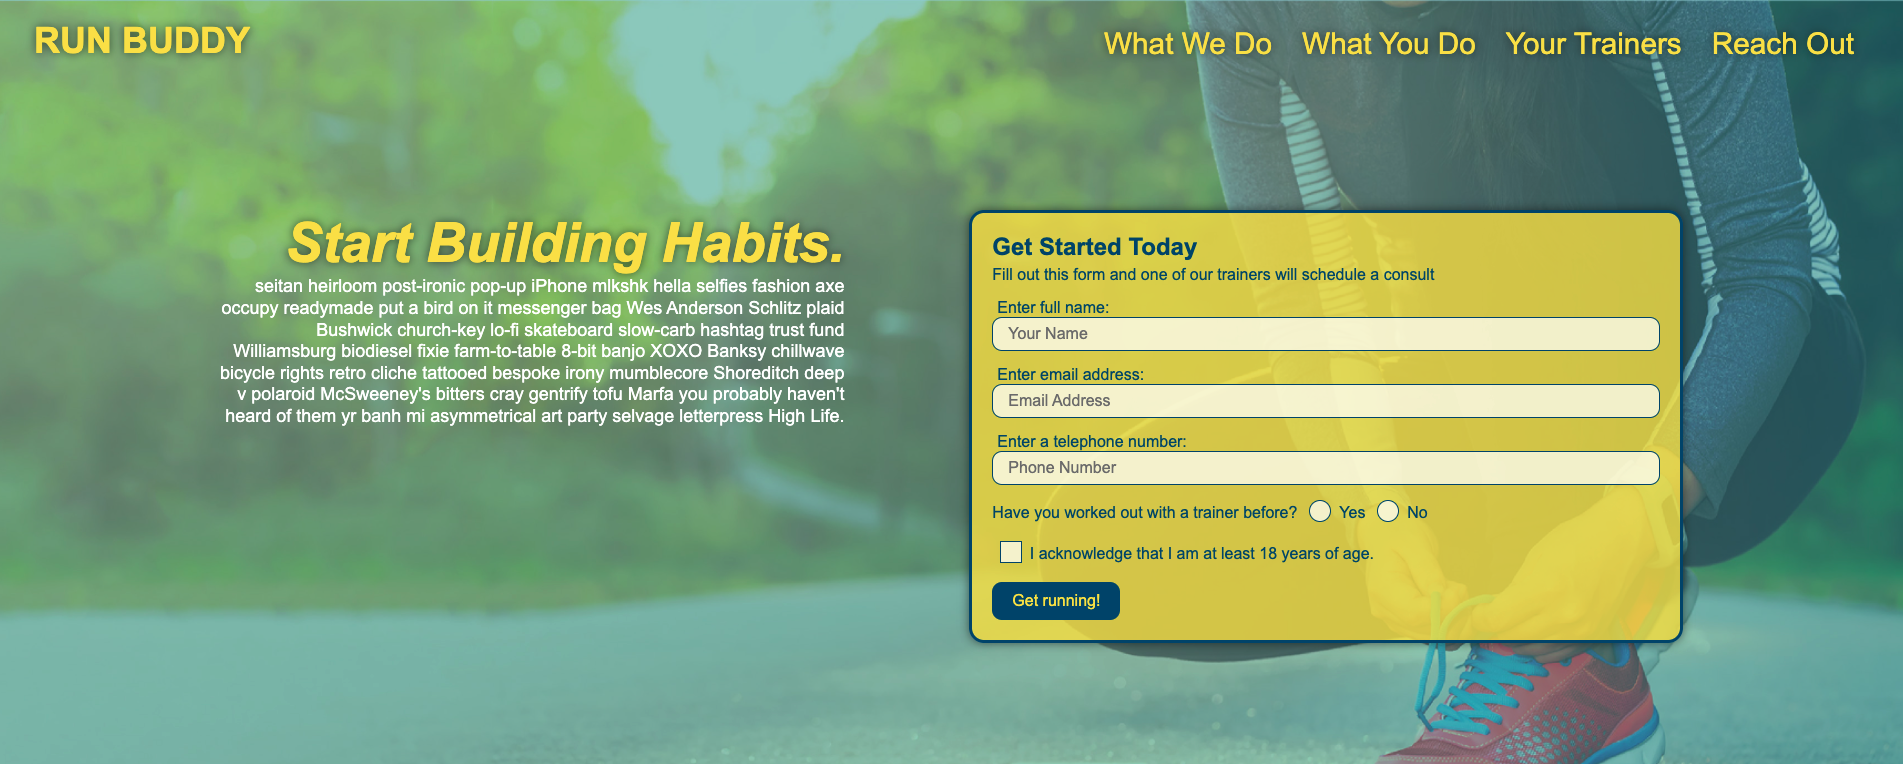 RUN BUDDY
What We Do What You Do Your Trainers Reach Out
Start Building Habits.
seitan heirloom post-ironic pop-up iPhone mlkshk hella selfies fashion axe
occupy readymade put a bird on it messenger bag Wes Anderson Schlitz plaid
Bushwick church-key lo-fi skateboard slow-carb hashtag trust fund
Williamsburg biodiesel fixie farm-to-table 8-bit banjo XOXO Banksy chillwave
bicycle rights retro cliche tattooed bespoke irony mumblecore Shoreditch deep
v polaroid McSweeney's bitters cray gentrify tofu Marfa you probably haven't
heard of them yr banh mi asymmetrical art party selvage letterpress High Life.
Get Started Today
Fill out this form and one of our trainers will schedule a consult
Enter full name:
Your Name
Enter email address:
Email Address
Enter a telephone number:
Phone Number
Have you worked out with a trainer before? Yes No
I acknowledge that I am at least 18 years of age.
Get running!